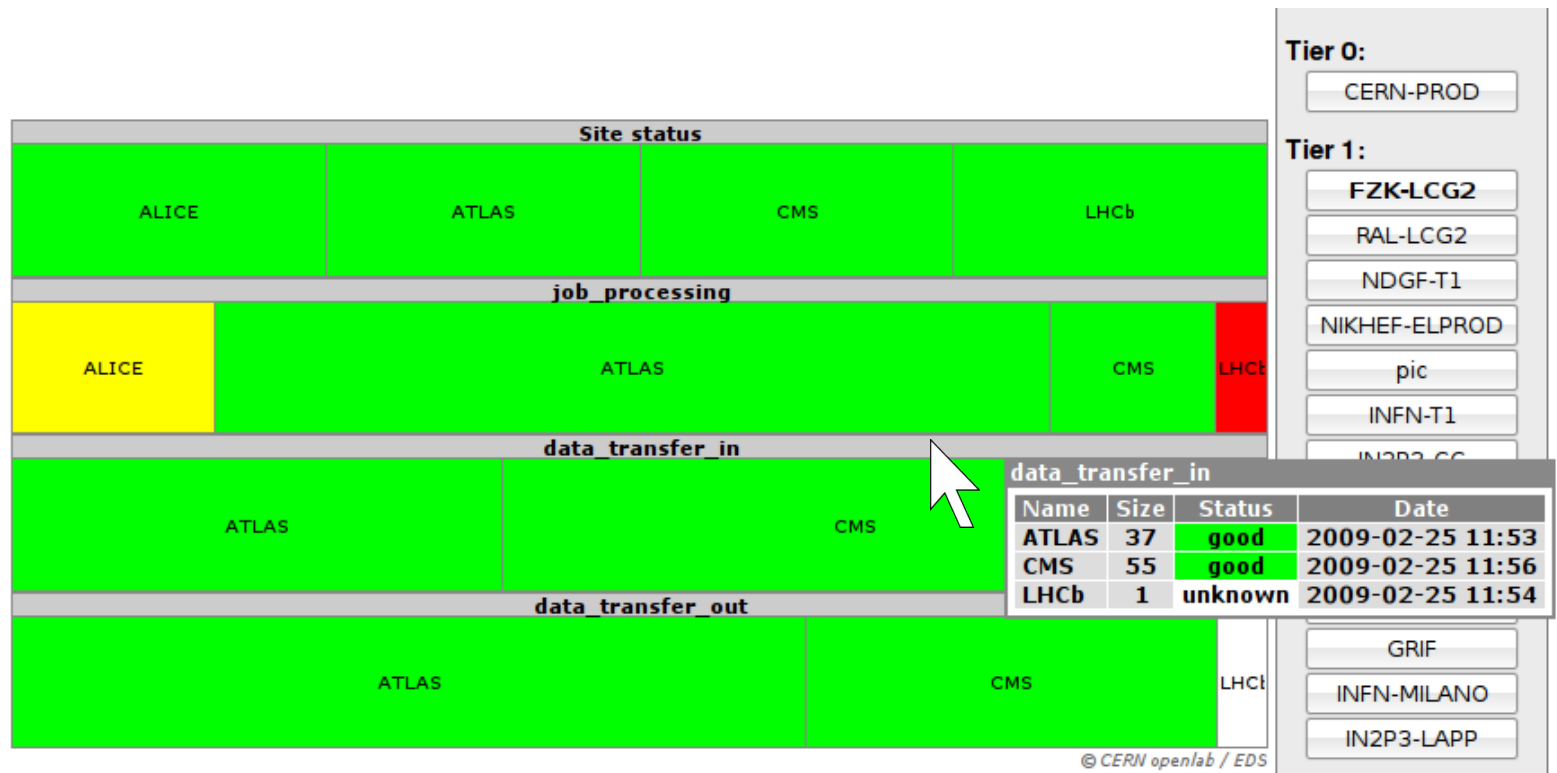 Site status
ALICE ATLAS CMS LHCb
job_processing
ALICE ATLAS CMS
data_transfer_in
ATLAS CMS
data_transfer_out
ATLAS CMS
© CERN openlab / EDS
data_transfer_in
Name Size Status Date
ATLAS 37 good 2009-02-25 11:53
CMS 55 good 2009-02-25 11:56
LHCb 1 unknown 2009-02-25 11:54
Tier 0:
CERN-PROD
Tier 1:
FZK-LCG2
RAL-LCG2
NDGF-T1
NIKHEF-ELPROD
pic
INFN-T1
GRIF
INFN-MILANO
IN2P3-LAPP